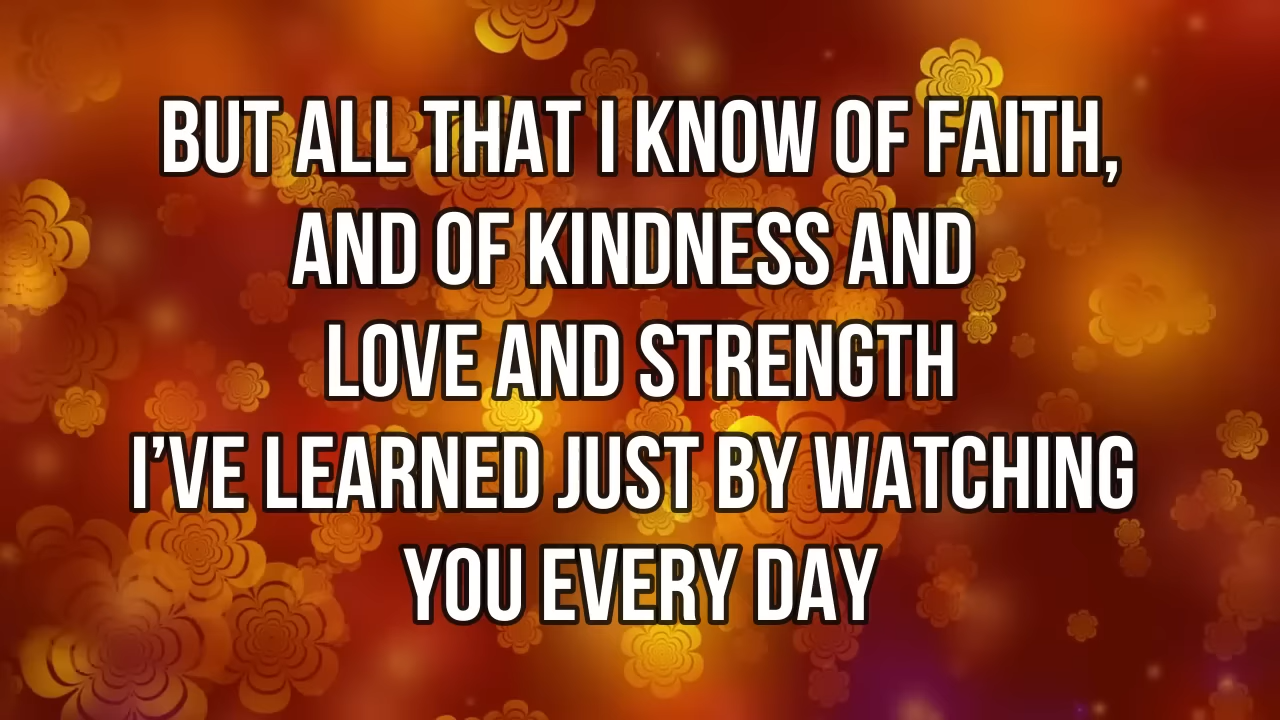 BUT ALL THAT I KNOW OF FAITH,
AND OF KINDNESS AND
LOVE AND STRENGTH
I’VE LEARNED JUST BY WATCHING
YOU EVERY DAY